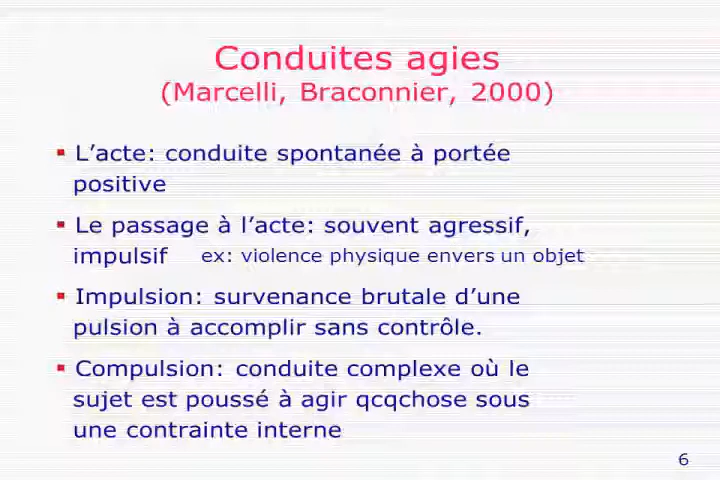 Conduites agies
(Marcelli, Braconnier, 2000)
▪ L’acte: conduite spontanée à portée
positive
▪ Le passage à l’acte: souvent agressif,
impulsif ex: violence physique envers un objet
▪ Impulsion: survenance brutale d’une
pulsion à accomplir sans contrôle.
▪ Compulsion: conduite complexe où le
sujet est poussé à agir qcqchose sous
une contrainte interne
6